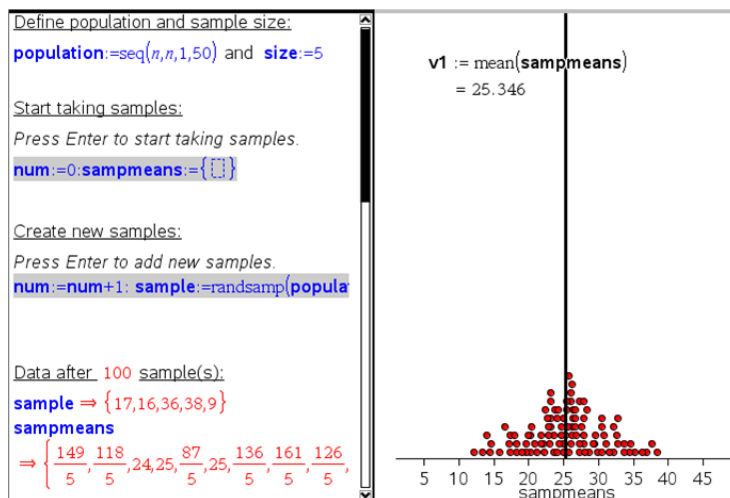 Define population and sample size:
population:=seq(n,n,1,50) and size:=5
Start taking samples:
Press Enter to start taking samples.
num:=0:sampmeans:={[]}
Create new samples:
Press Enter to add new samples.
num:=num+1: sample:=randsamp(popula
Data after 100 sample(s):
sample ⇒ {17,16,36,38,9}
sampmeans
⇒ {149/5,118/5,24,25,87/5,25,136/5,161/5,126/5,
v1 := mean(sampmeans)
= 25.346
5 10 15 20 25 30 35 40 45
sampmeans